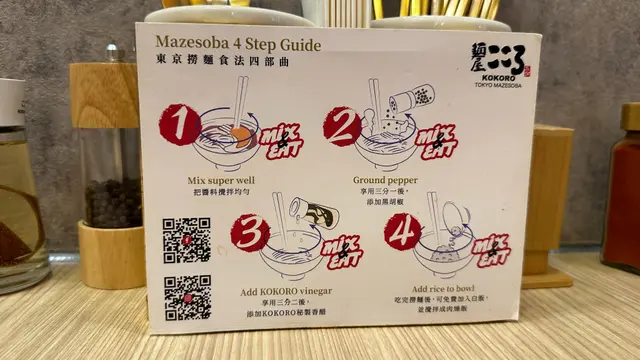 Mazesoba 4 Step Guide
東京撈麵食法四部曲
麵屋 こころ
KOKORO
TOKYO MAZESOBA
1
MIX & EAT
Mix super well
把醬料攪拌均勻
2
MIX & EAT
Ground pepper
享用三分一後，
添加黑胡椒
3
MIX & EAT
Add KOKORO vinegar
享用三分二後，
添加KOKORO秘製香醋
4
MIX & EAT
Add rice to bowl
吃完撈麵後，可免費加入白飯，
並攪拌成肉燥飯